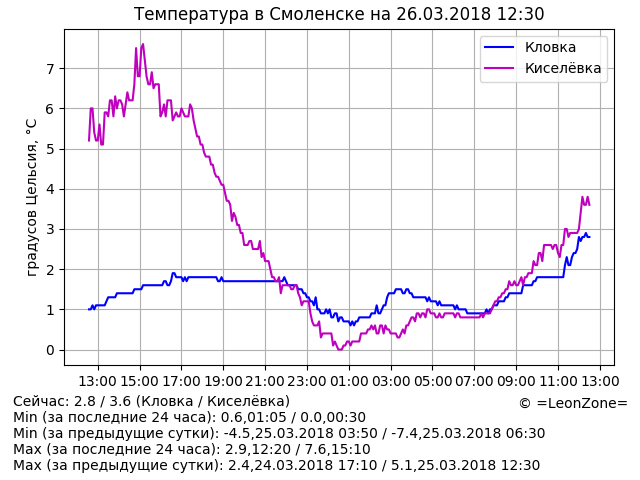 Температура в Смоленске на 26.03.2018 12:30
Кловка
Киселёвка
градусов Цельсия, °C
7
6
5
4
3
2
1
0
13:00 15:00 17:00 19:00 21:00 23:00 01:00 03:00 05:00 07:00 09:00 11:00 13:00
Сейчас: 2.8 / 3.6 (Кловка / Киселёвка)
© =LeonZone=
Min (за последние 24 часа): 0.6,01:05 / 0.0,00:30
Min (за предыдущие сутки): -4.5,25.03.2018 03:50 / -7.4,25.03.2018 06:30
Max (за последние 24 часа): 2.9,12:20 / 7.6,15:10
Max (за предыдущие сутки): 2.4,24.03.2018 17:10 / 5.1,25.03.2018 12:30